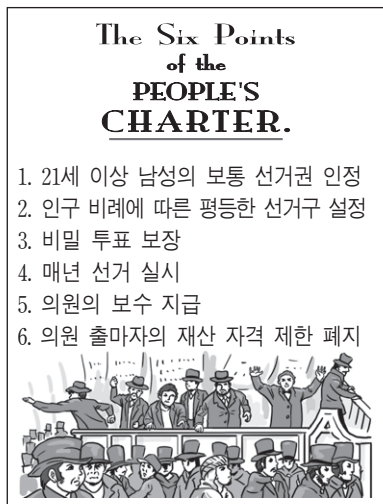 The Six Points
of the
PEOPLE'S
CHARTER.
1. 21세 이상 남성의 보통 선거권 인정
2. 인구 비례에 따른 평등한 선거구 설정
3. 비밀 투표 보장
4. 매년 선거 실시
5. 의원의 보수 지급
6. 의원 출마자의 재산 자격 제한 폐지